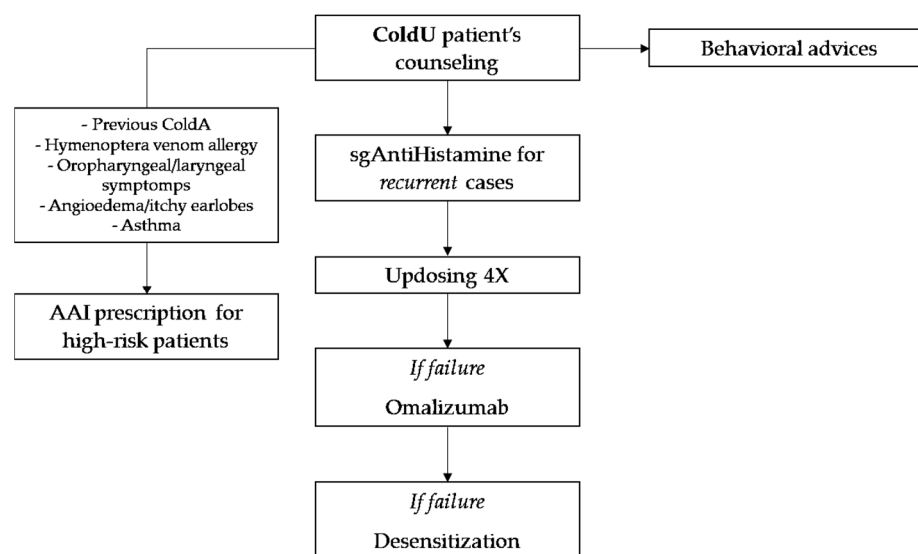 ColdU patient's
counseling
Behavioral advices
- Previous ColdA
- Hymenoptera venom allergy
- Oropharyngeal/laryngeal
symptomps
- Angioedema/itchy earlobes
- Asthma
AAI prescription for
high-risk patients
sgAntiHistamine for
recurrent cases
Updosing 4X
If failure
Omalizumab
If failure
Desensitization